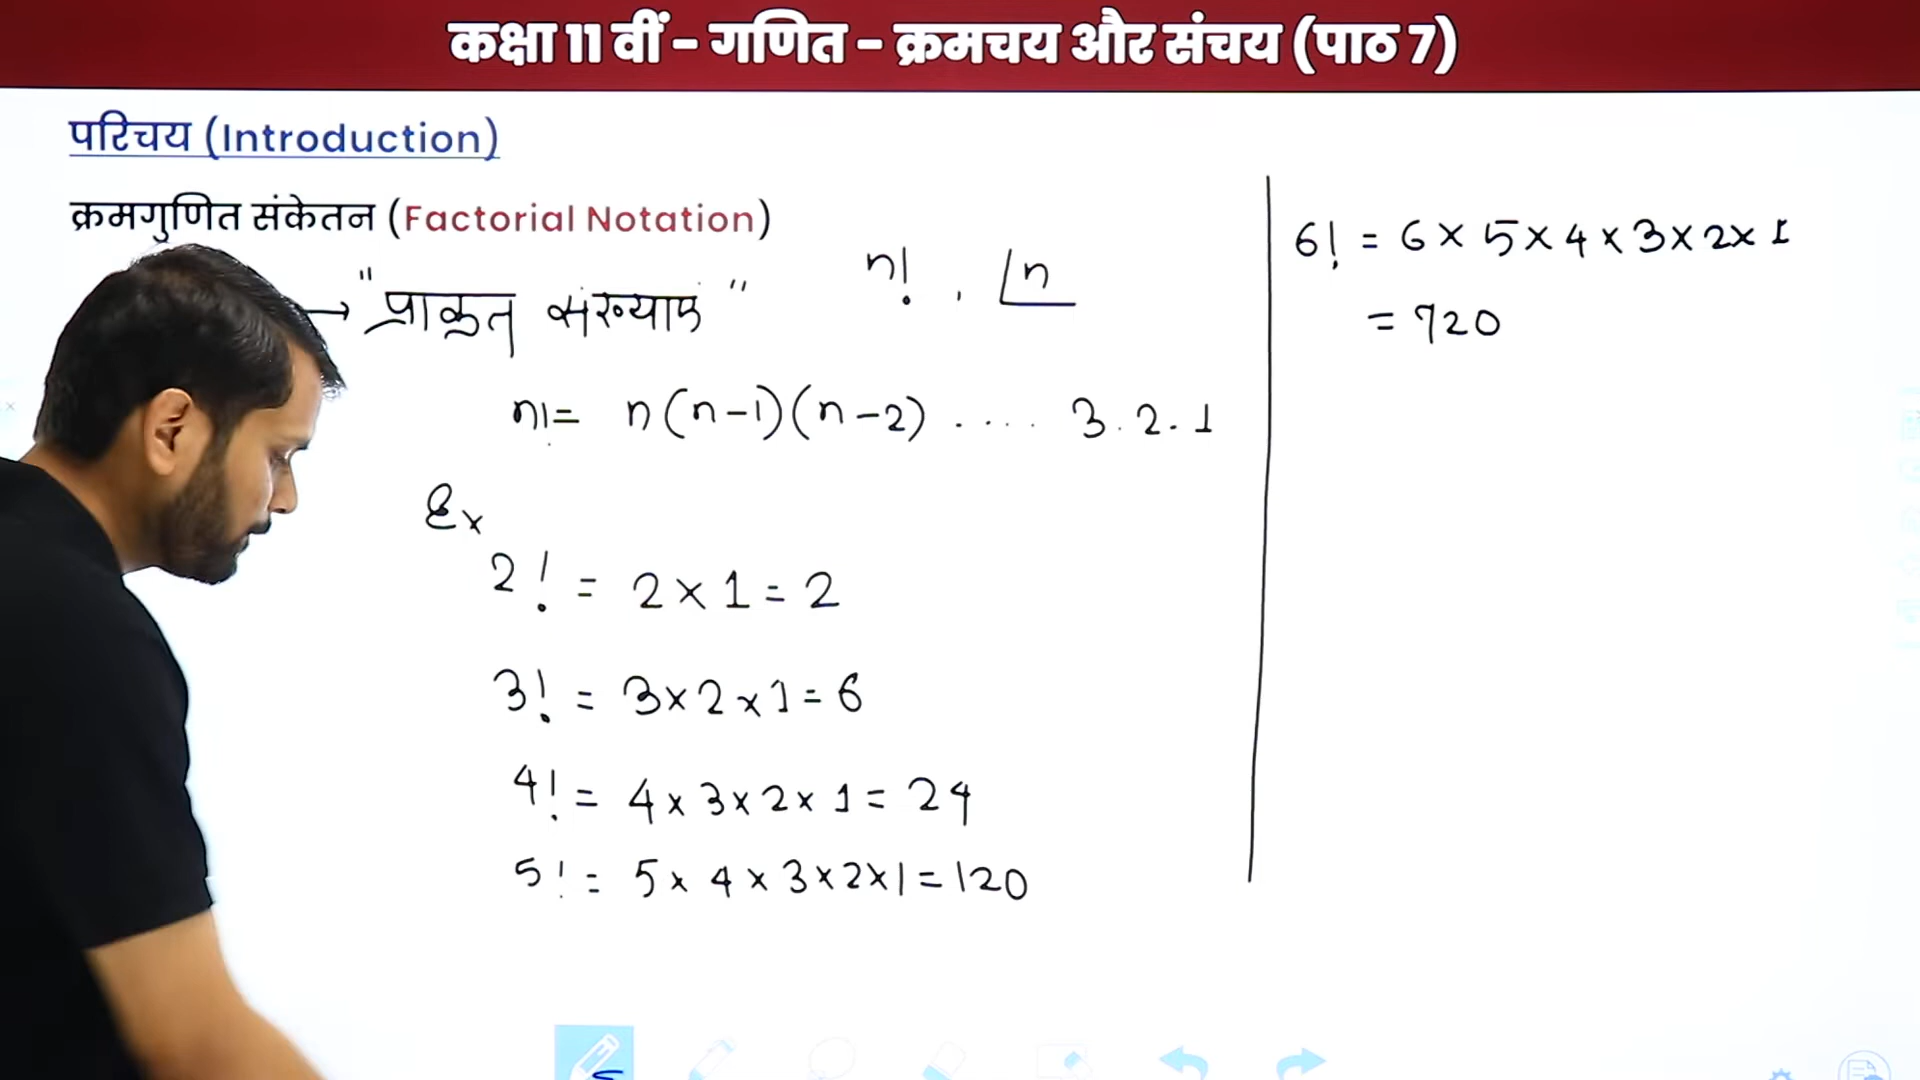 कक्षा 11 वीं - गणित - क्रमचय और संचय (पाठ 7)
परिचय (Introduction)
क्रमगुणित संकेतन (Factorial Notation)
→ "प्राकृत संख्याए" n! , |n
n! = n(n-1)(n-2) .... 3.2.1
Ex
2! = 2×1=2
3! = 3×2×1=6
4! = 4×3×2×1=24
5! = 5×4×3×2×1=120
6! = 6×5×4×3×2×1
= 720